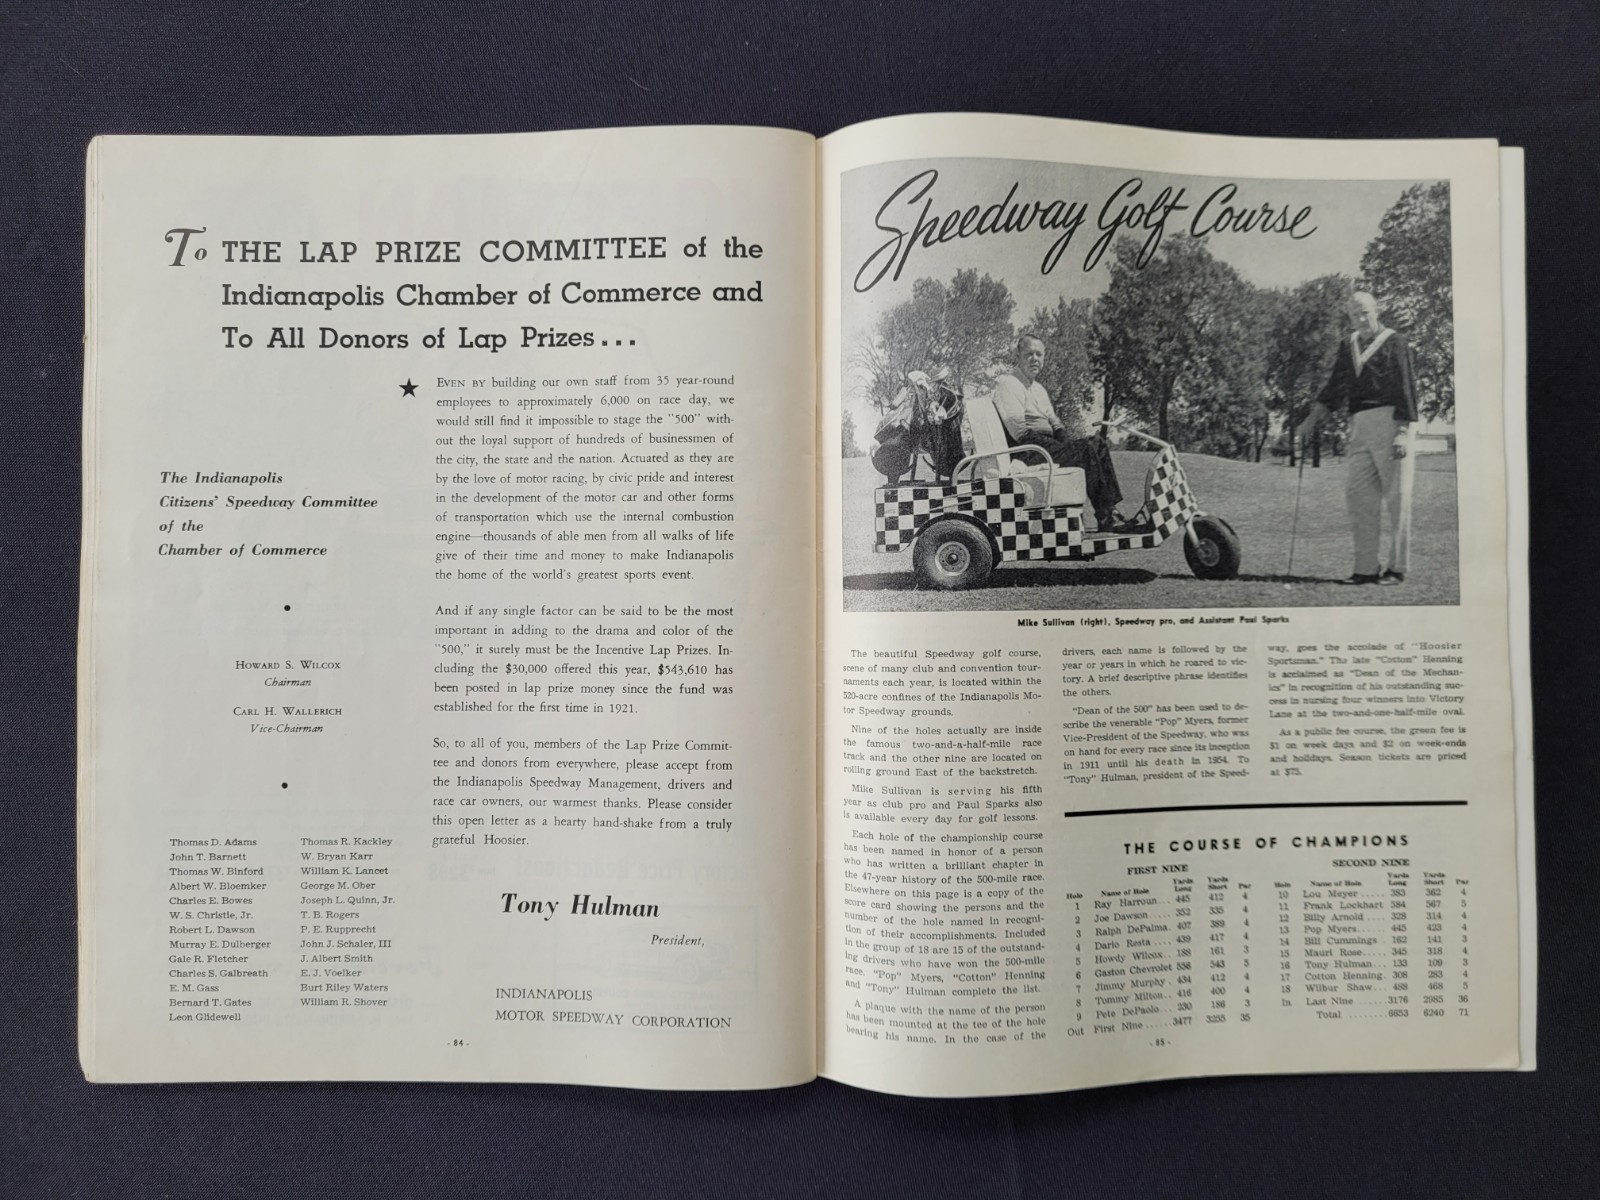 To THE LAP PRIZE COMMITTEE of the
Indianapolis Chamber of Commerce and
To All Donors of Lap Prizes...
★
EVEN BY building our own staff from 35 year-round
employees to approximately 6,000 on race day, we
would still find it impossible to stage the "500" with-
out the loyal support of hundreds of businessmen of
the city, the state and the nation. Actuated as they are
by the love of motor racing, by civic pride and interest
in the development of the motor car and other forms
of transportation which use the internal combustion
engine—thousands of able men from all walks of life
give of their time and money to make Indianapolis
the home of the world's greatest sports event.
And if any single factor can be said to be the most
important in adding to the drama and color of the
"500," it surely must be the Incentive Lap Prizes. In-
cluding the $30,000 offered this year, $543,610 has
been posted in lap prize money since the fund was
established for the first time in 1921.
So, to all of you, members of the Lap Prize Commit-
tee and donors from everywhere, please accept from
the Indianapolis Speedway Management, drivers and
race car owners, our warmest thanks. Please consider
this open letter as a hearty hand-shake from a truly
grateful Hoosier.
Tony Hulman
President,
INDIANAPOLIS
MOTOR SPEEDWAY CORPORATION
The Indianapolis
Citizens' Speedway Committee
of the
Chamber of Commerce
HOWARD S. WILCOX
Chairman
CARL H. WALLERICH
Vice-Chairman
Thomas D. Adams
John T. Barnett
Thomas W. Binford
Albert W. Bloemker
Charles E. Bowes
W. S. Christie, Jr.
Robert L. Dawson
Murray E. Dulberger
Gale R. Fletcher
Charles S. Galbreath
E. M. Gass
Bernard T. Gates
Leon Glidewell
Thomas R. Kackley
W. Bryan Karr
William K. Lancet
George M. Ober
Joseph L. Quinn, Jr.
T. B. Rogers
P. E. Rupprecht
John J. Schaler, III
J. Albert Smith
E. J. Voelker
Burt Riley Waters
William R. Shover
- 84 -
Speedway Golf Course
Mike Sullivan (right), Speedway pro, and Assistant Paul Sparks
The beautiful Speedway golf course,
scene of many club and convention tour-
naments each year, is located within the
520-acre confines of the Indianapolis Mo-
tor Speedway grounds.
Nine of the holes actually are inside
the famous two-and-a-half-mile race
track and the other nine are located on
rolling ground East of the backstretch.
Mike Sullivan is serving his fifth
year as club pro and Paul Sparks also
is available every day for golf lessons.
Each hole of the championship course
has been named in honor of a person
who has written a brilliant chapter in
the 47-year history of the 500-mile race.
Elsewhere on this page is a copy of the
score card showing the persons and the
number of the hole named in recogni-
tion of their accomplishments. Included
in the group of 18 are 15 of the outstand-
ing drivers who have won the 500-mile
race. "Pop" Myers, "Cotton" Henning
and "Tony" Hulman complete the list.
A plaque with the name of the person
has been mounted at the tee of the hole
bearing his name. In the case of the
drivers, each name is followed by the
year or years in which he roared to vic-
tory. A brief descriptive phrase identifies
the others.
"Dean of the 500" has been used to de-
scribe the venerable "Pop" Myers, former
Vice-President of the Speedway, who was
on hand for every race since its inception
in 1911 until his death in 1954. To
"Tony" Hulman, president of the Speed-
way, goes the accolade of "Hoosier
Sportsman." The late "Cotton" Henning
is acclaimed as "Dean of the Mechan-
ics" in recognition of his outstanding suc-
cess in nursing four winners into Victory
Lane at the two-and-one-half-mile oval.
As a public fee course, the green fee is
$1 on week days and $2 on week-ends
and holidays. Season tickets are priced
at $75.
THE COURSE OF CHAMPIONS
FIRST NINE
Hole Name of Hole Yards Long Yards Short Par
1 Ray Harroun... 445 412 4
2 Joe Dawson..... 352 335 4
3 Ralph DePalma. 407 389 4
4 Dario Resta.... 439 417 4
5 Howdy Wilcox.. 188 161 3
6 Gaston Chevrolet 556 543 5
7 Jimmy Murphy. 434 412 4
8 Tommy Milton.. 416 400 4
9 Pete DePaolo... 230 186 3
Out First Nine......3477 3255 35
SECOND NINE
Hole Name of Hole Yards Long Yards Short Par
10 Lou Meyer..... 383 362 4
11 Frank Lockhart 584 567 5
12 Billy Arnold.... 328 314 4
13 Pop Myers...... 445 423 4
14 Bill Cummings. 162 141 3
15 Mauri Rose..... 345 318 4
16 Tony Hulman... 133 109 3
17 Cotton Henning. 308 283 4
18 Wilbur Shaw... 488 468 5
In Last Nine......3176 2985 36
Total ........6653 6240 71
- 85 -